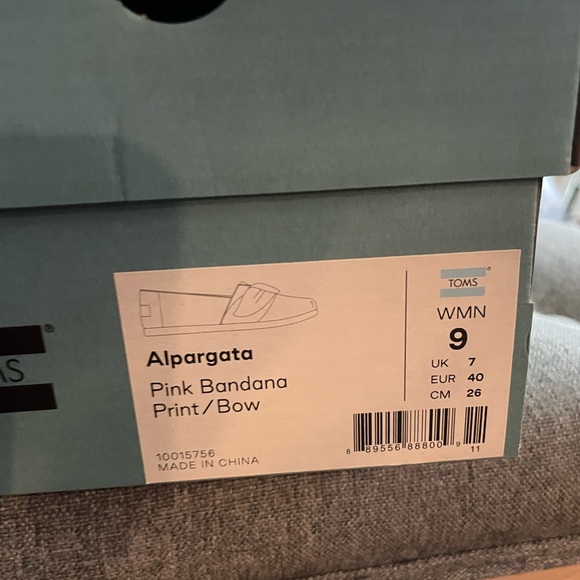 TOMS
WMN
9
UK 7
EUR 40
CM 26
Alpargata
Pink Bandana
Print/Bow
10015756
MADE IN CHINA
8 89556 88800 9
11